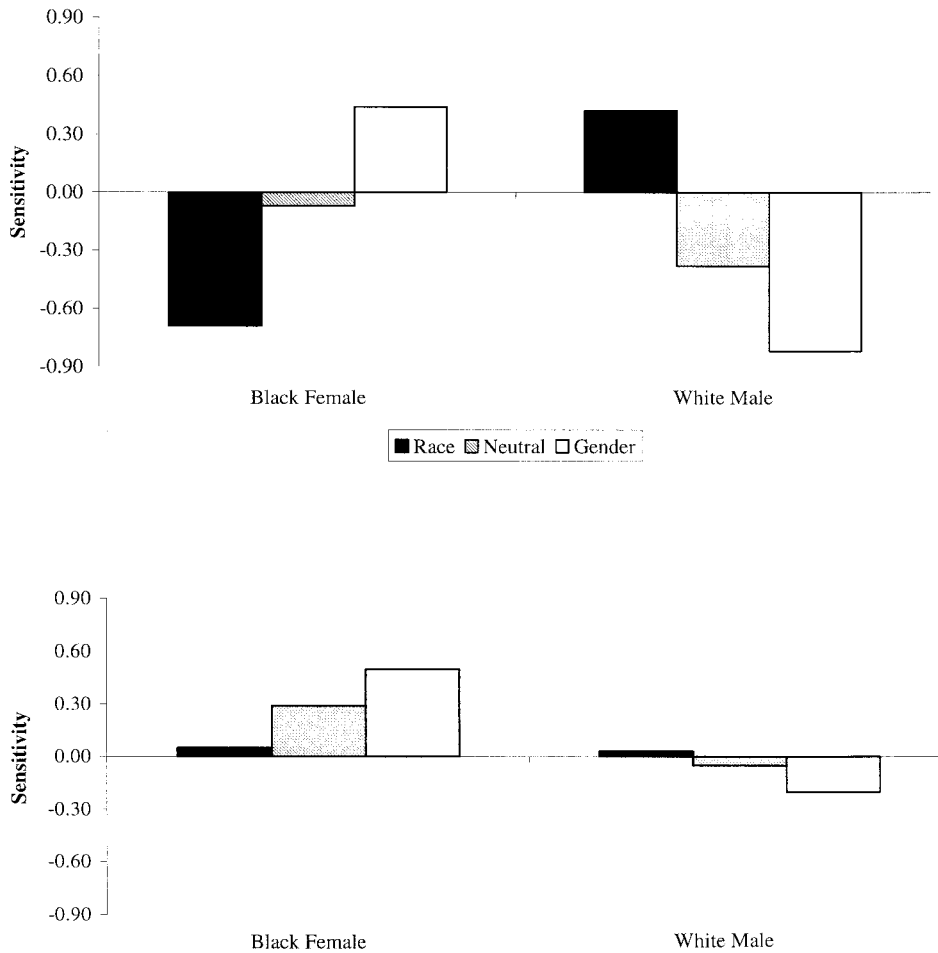 0.90
0.60
0.30
0.00
-0.30
-0.60
-0.90
Sensitivity
Black Female White Male
Race Neutral Gender
0.90
0.60
0.30
0.00
-0.30
-0.60
-0.90
Sensitivity
Black Female White Male